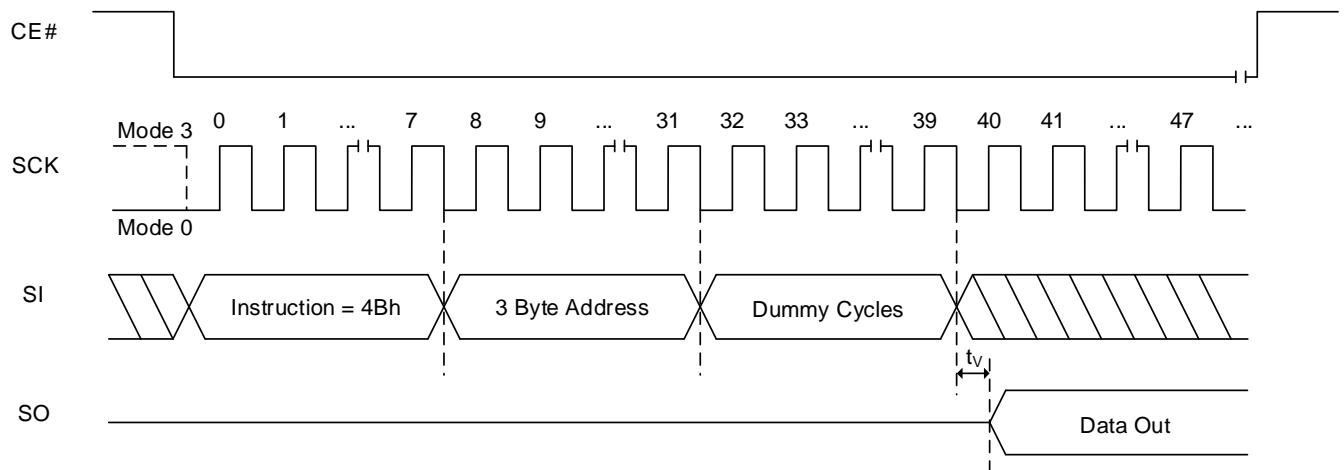 CE#
0 1 ... 7 8 9 ... 31 32 33 ... 39 40 41 ... 47 ...
Mode 3
SCK
Mode 0
SI
Instruction = 4Bh
3 Byte Address
Dummy Cycles
tV
SO
Data Out